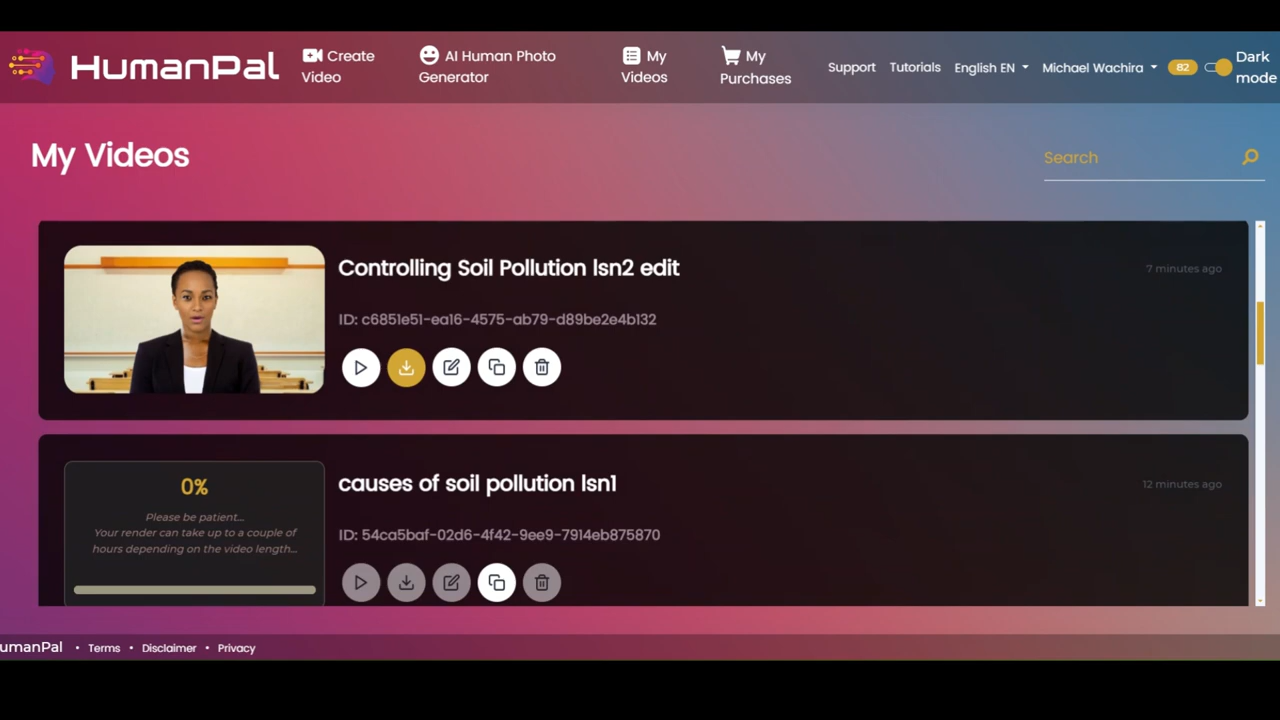 HumanPal
Create Video
AI Human Photo Generator
My Videos
My Purchases
Support
Tutorials
English EN
Michael Wachira
82
Dark mode
My Videos
Search
Controlling Soil Pollution lsn2 edit
7 minutes ago
ID: c6851e51-ea16-4575-ab79-d89be2e4b132
0%
Please be patient...
Your render can take up to a couple of
hours depending on the video length...
causes of soil pollution lsn1
12 minutes ago
ID: 54ca5baf-02d6-4f42-9ee9-7914eb875870
umanPal • Terms • Disclaimer • Privacy